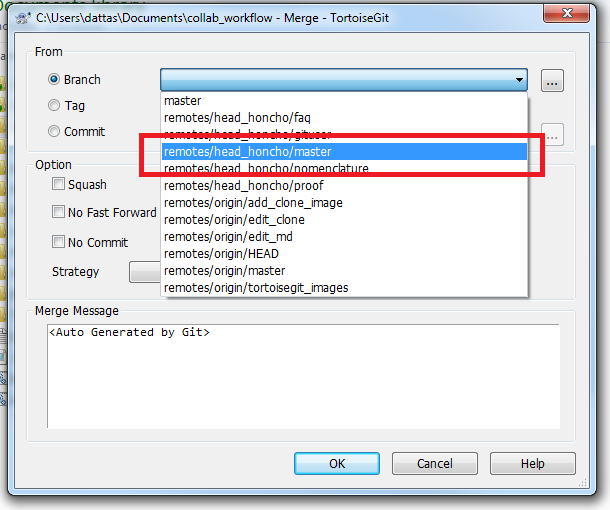 C:\Users\dattas\Documents\collab_workflow - Merge - TortoiseGit
From
Branch
...
master
remotes/head_honcho/faq
Tag
remotes/head_honcho/gituser
Commit
...
remotes/head_honcho/master
Option
remotes/head_honcho/nomenclature
Squash
remotes/head_honcho/proof
remotes/origin/add_clone_image
No Fast Forward
remotes/origin/edit_clone
remotes/origin/edit_md
No Commit
remotes/origin/HEAD
Strategy
remotes/origin/master
remotes/origin/tortoisegit_images
Merge Message
<Auto Generated by Git>
OK Cancel Help